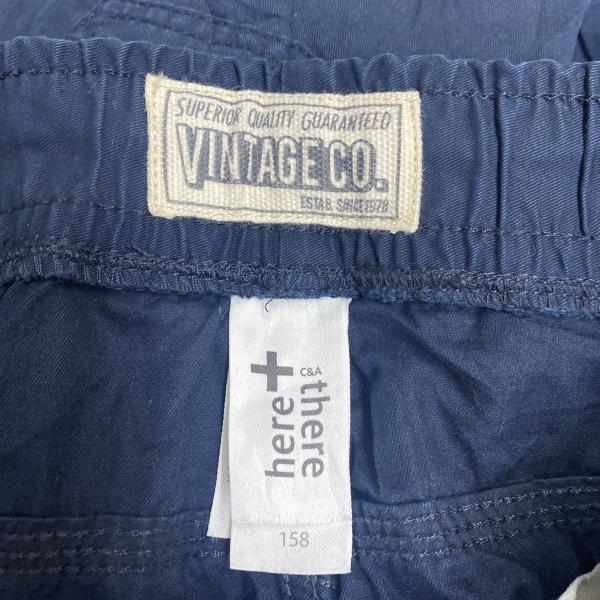 SUPERIOR QUALITY GUARANTEED
VINTAGE CO.
ESTAB. SINCE 1978
here +
C&A
there
158